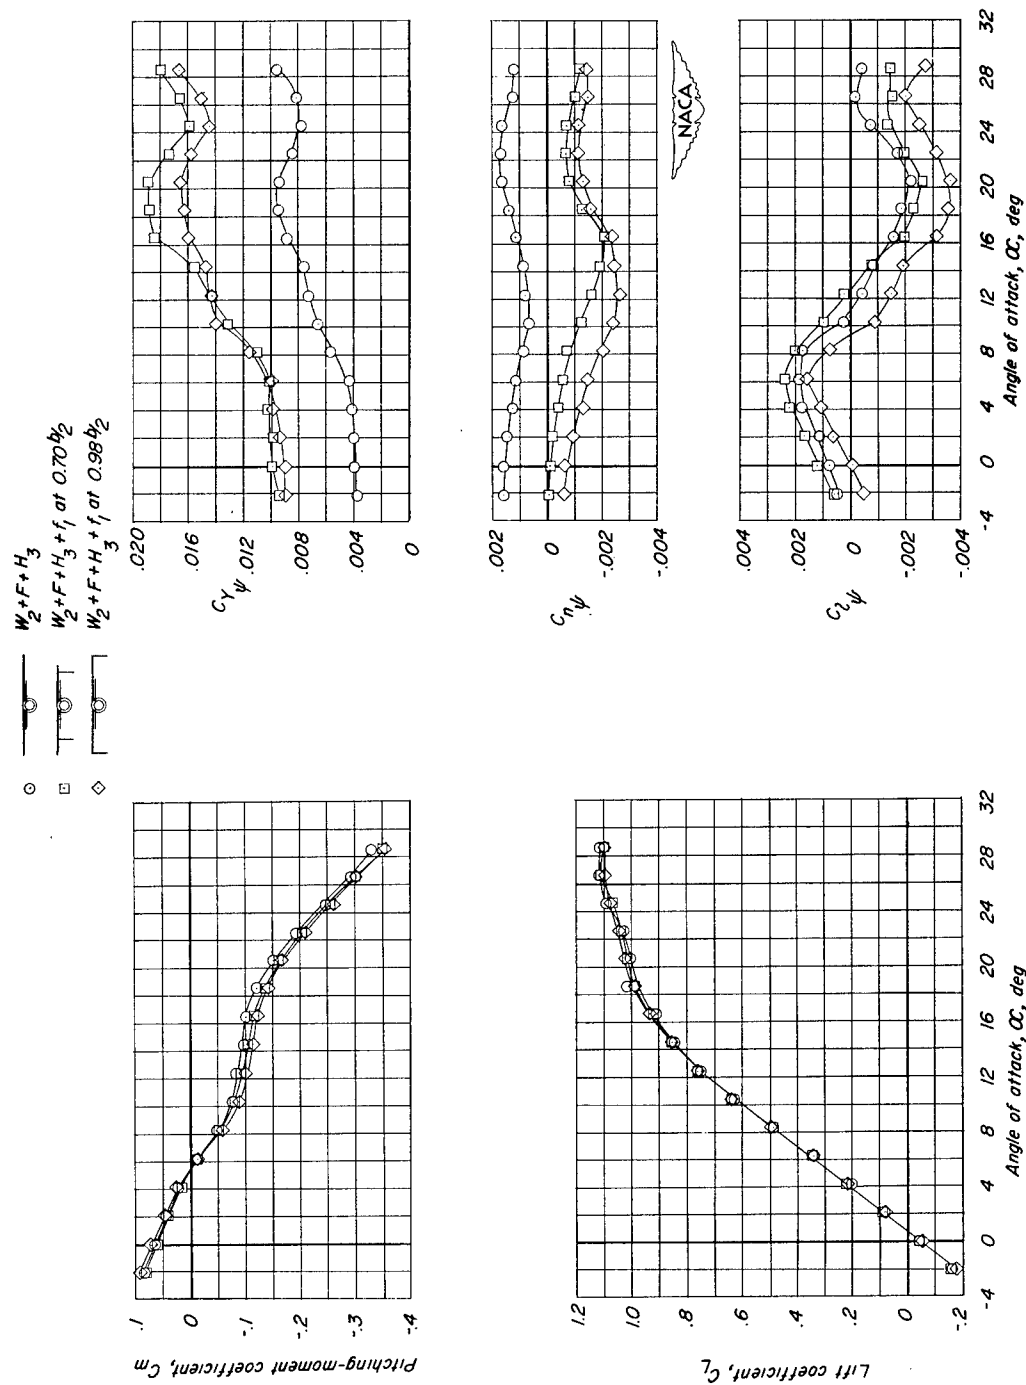 W₂+F+H₃
W₂+F+H₃+f₁ at 0.70 b/2
W₂+F+H₃+f₁ at 0.98 b/2
.1
0
-.1
-.2
-.3
-.4
Pitching-moment coefficient, Cm
1.2
1.0
.8
.6
.4
.2
0
-.2
Lift coefficient, CL
-4 0 4 8 12 16 20 24 28 32
Angle of attack, α, deg
.020
.016
CYψ .012
.008
.004
0
.002
0
Cnψ
-.002
-.004
NACA
.004
.002
0
Clψ
-.002
-.004
-4 0 4 8 12 16 20 24 28 32
Angle of attack, α, deg